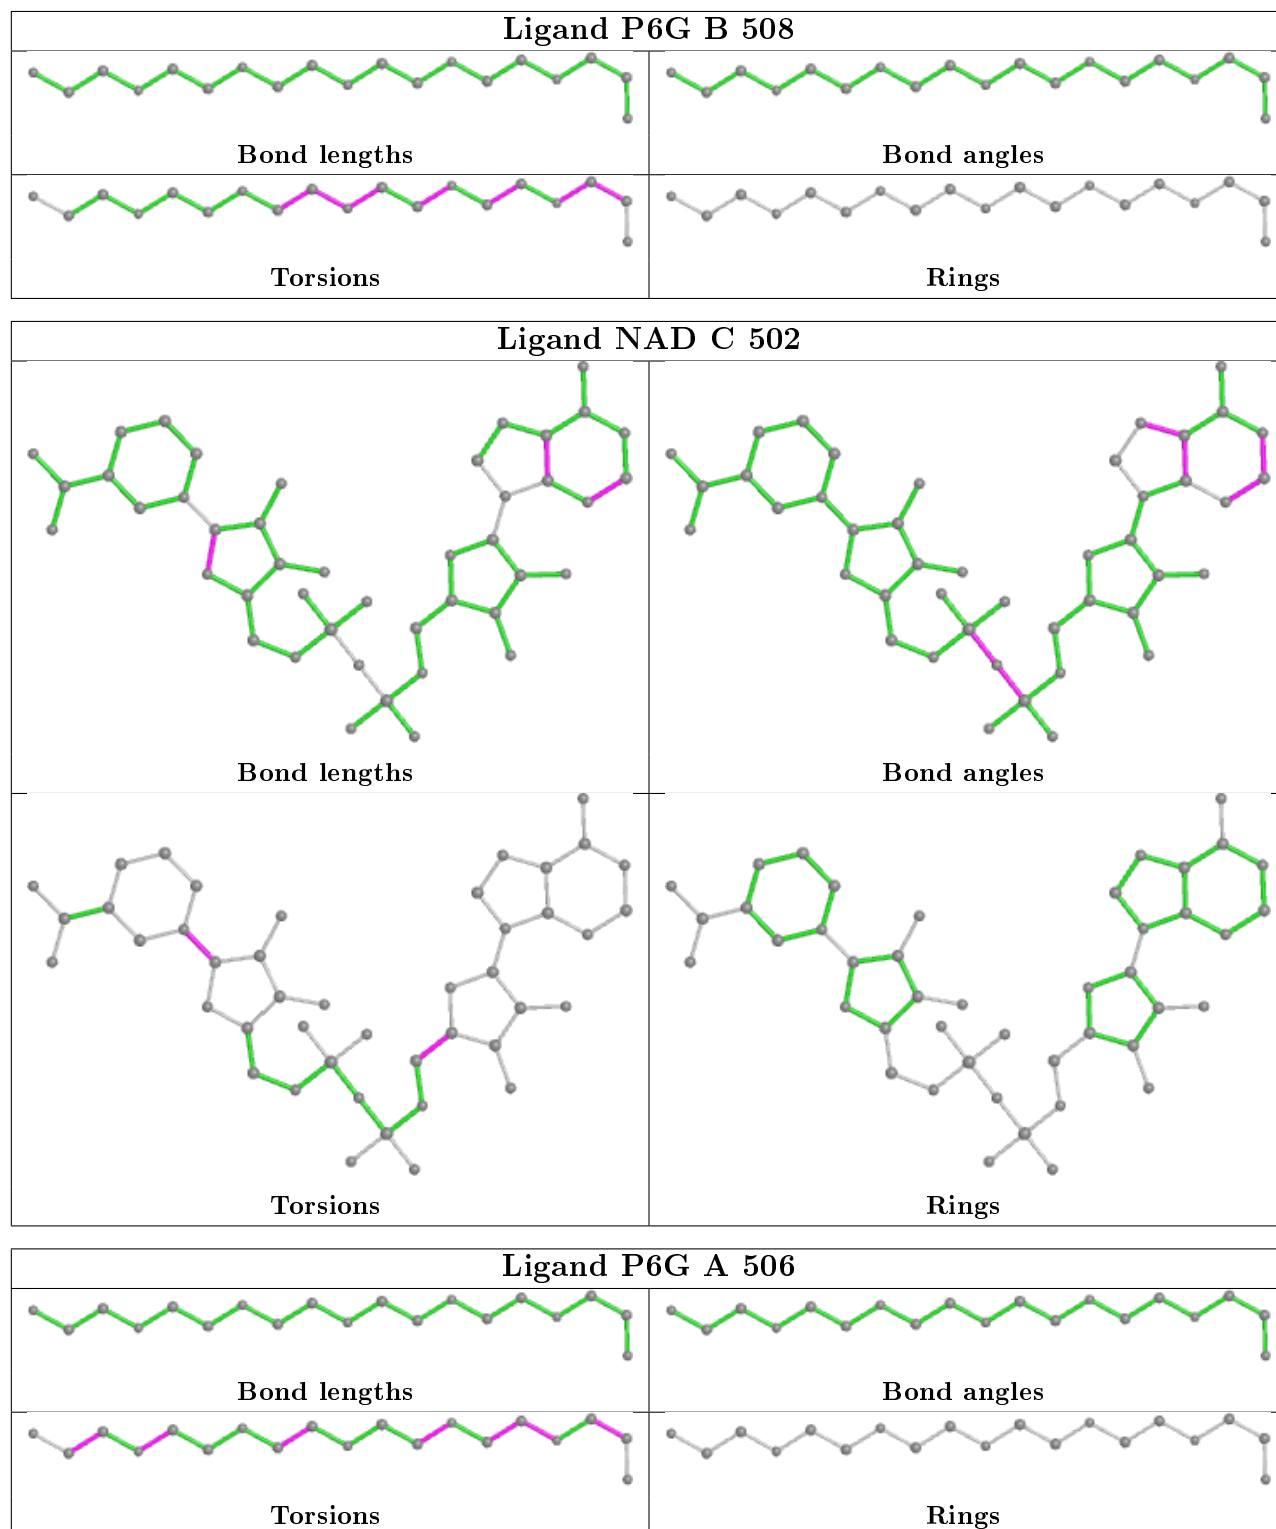 Ligand P6G B 508
Bond lengths
Bond angles
Torsions
Rings
Ligand NAD C 502
Bond lengths
Bond angles
Torsions
Rings
Ligand P6G A 506
Bond lengths
Bond angles
Torsions
Rings